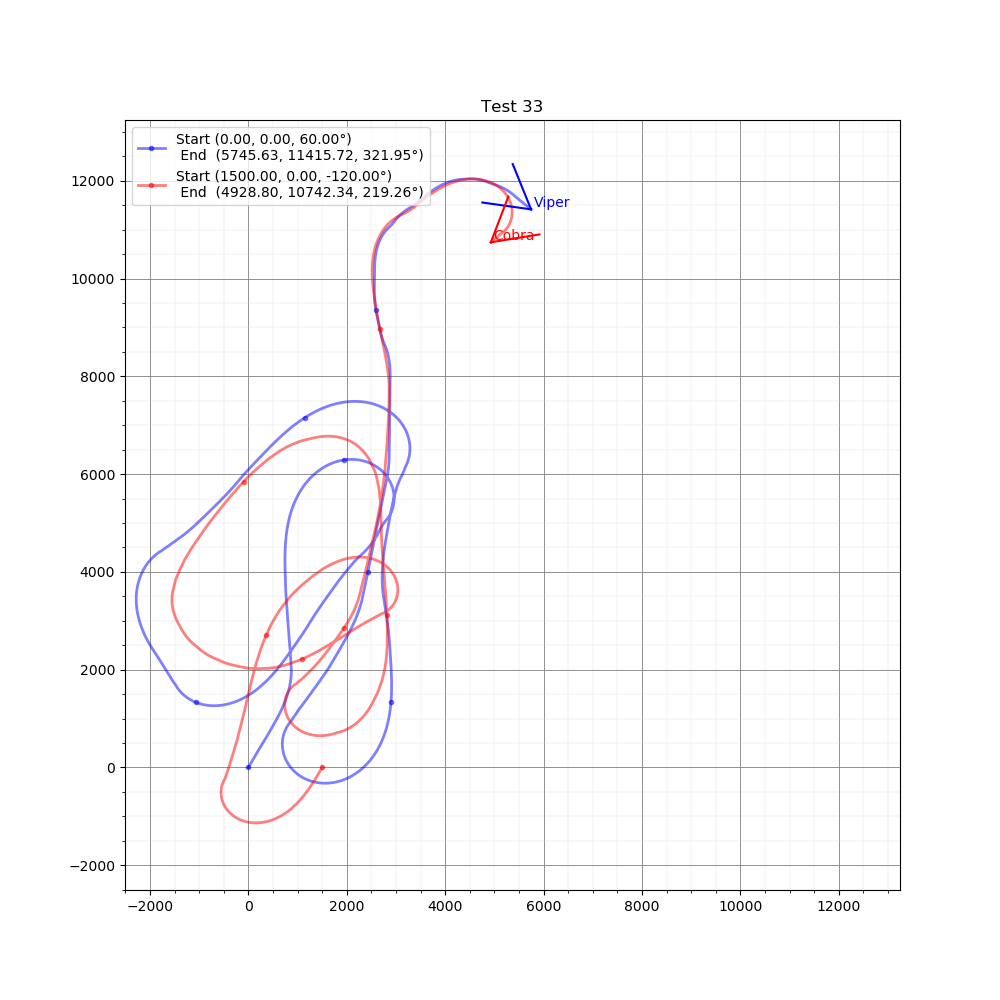 Test 33
Start (0.00, 0.00, 60.00°)
End  (5745.63, 11415.72, 321.95°)
Start (1500.00, 0.00, -120.00°)
End  (4928.80, 10742.34, 219.26°)
Viper
Cobra
12000
10000
8000
6000
4000
2000
0
−2000
−2000 0 2000 4000 6000 8000 10000 12000